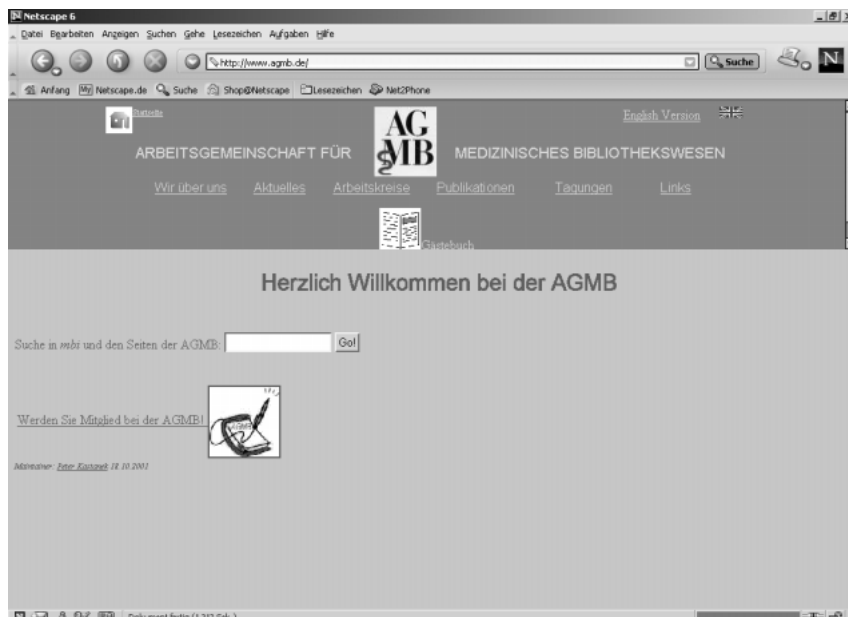 Netscape 6
Datei Bearbeiten Anzeigen Suchen Gehe Lesezeichen Aufgaben Hilfe
http://www.agmb.de/ Suche N
Anfang My Netscape.de Suche Shop@Netscape Lesezeichen Net2Phone
Startseite English Version
AG
MB
ARBEITSGEMEINSCHAFT FÜR MEDIZINISCHES BIBLIOTHEKSWESEN
Wir über uns Aktuelles Arbeitskreise Publikationen Tagungen Links
Gästebuch
Herzlich Willkommen bei der AGMB
Suche in mbi und den Seiten der AGMB: Go!
Werden Sie Mitglied bei der AGMB!
AGMB
Maintainer: Peter Kastanek 18.10.2001